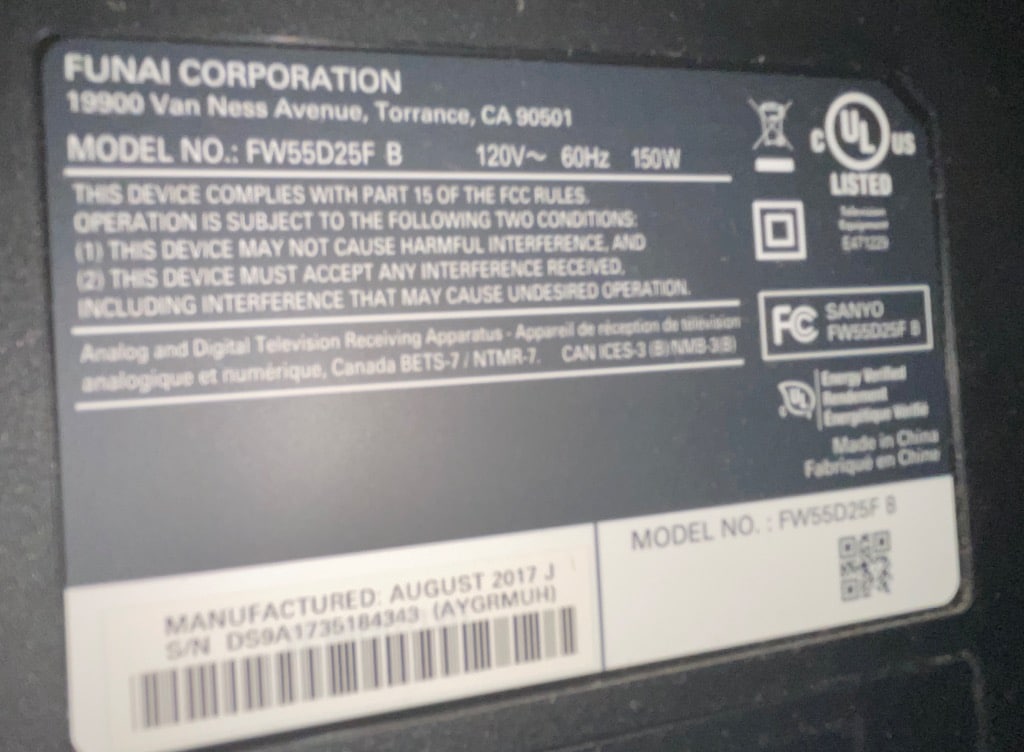 FUNAI CORPORATION
19900 Van Ness Avenue, Torrance, CA 90501
MODEL NO.: FW55D25F B 120V~ 60Hz 150W
THIS DEVICE COMPLIES WITH PART 15 OF THE FCC RULES.
OPERATION IS SUBJECT TO THE FOLLOWING TWO CONDITIONS:
(1) THIS DEVICE MAY NOT CAUSE HARMFUL INTERFERENCE, AND
(2) THIS DEVICE MUST ACCEPT ANY INTERFERENCE RECEIVED,
INCLUDING INTERFERENCE THAT MAY CAUSE UNDESIRED OPERATION.
Analog and Digital Television Receiving Apparatus - Appareil de réception de télévision
analogique et numérique, Canada BETS-7 / NTMR-7. CAN ICES-3 (B)/NMB-3(B)
C UL US
LISTED
Television
Equipment
FC SANYO
FW55D25F B
UL Energy Verified
Rendement
Énergétique Vérifié
Made in China
Fabriqué en Chine
MANUFACTURED: AUGUST 2017 J
S/N DS9A1735184343 (AYGRMUH)
MODEL NO. : FW55D25F B